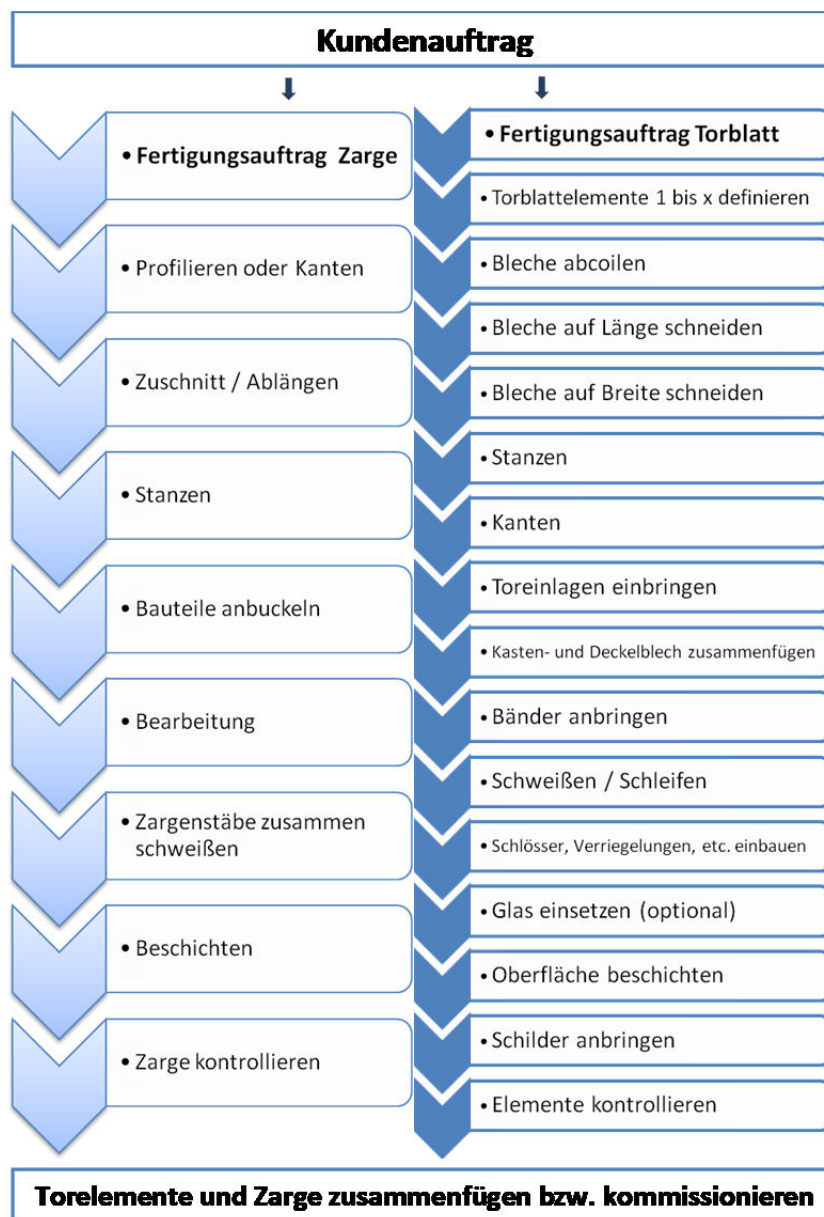 Kundenauftrag
• Fertigungsauftrag Zarge
• Profilieren oder Kanten
• Zuschnitt / Ablängen
• Stanzen
• Bauteile anbuckeln
• Bearbeitung
• Zargenstäbe zusammen
schweißen
• Beschichten
• Zarge kontrollieren
• Fertigungsauftrag Torblatt
• Torblattelemente 1 bis x definieren
• Bleche abcoilen
• Bleche auf Länge schneiden
• Bleche auf Breite schneiden
• Stanzen
• Kanten
• Toreinlagen einbringen
• Kasten- und Deckelblech zusammenfügen
• Bänder anbringen
• Schweißen / Schleifen
• Schlösser, Verriegelungen, etc. einbauen
• Glas einsetzen (optional)
• Oberfläche beschichten
• Schilder anbringen
• Elemente kontrollieren
Torelemente und Zarge zusammenfügen bzw. kommissionieren